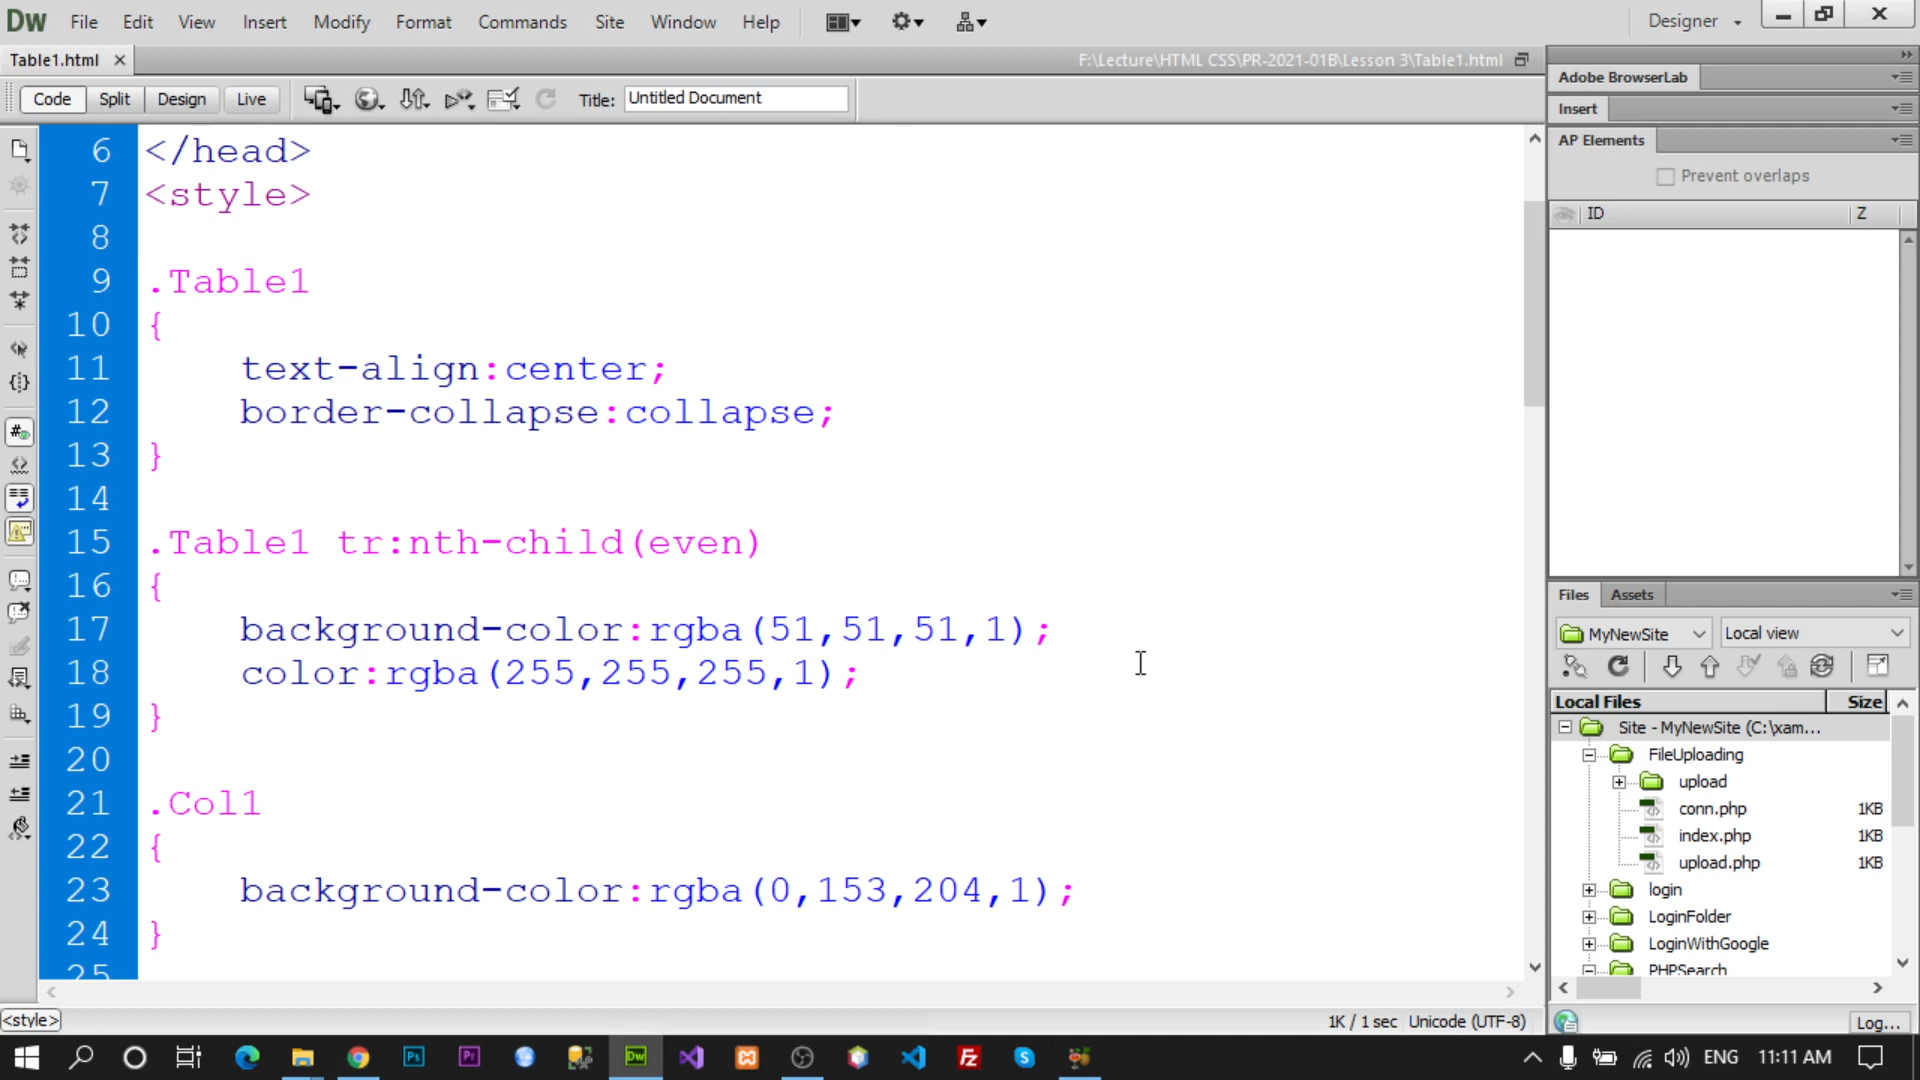 Dw File Edit View Insert Modify Format Commands Site Window Help Designer
Table1.html F:\Lecture\HTML CSS\PR-2021-01B\Lesson 3\Table1.html
Code Split Design Live Title: Untitled Document
6 </head>
7 <style>
8
9 .Table1
10 {
11 text-align:center;
12 border-collapse:collapse;
13 }
14
15 .Table1 tr:nth-child(even)
16 {
17 background-color:rgba(51,51,51,1);
18 color:rgba(255,255,255,1);
19 }
20
21 .Col1
22 {
23 background-color:rgba(0,153,204,1);
24 }
25
<style> 1K / 1 sec Unicode (UTF-8)
Adobe BrowserLab
Insert
AP Elements
Prevent overlaps
ID Z
Files Assets
MyNewSite Local view
Local Files Size
Site - MyNewSite (C:\xam...
FileUploading
upload
conn.php 1KB
index.php 1KB
upload.php 1KB
login
LoginFolder
LoginWithGoogle
PHPSearch
Log...
Ps Pr Dw Fz ENG 11:11 AM